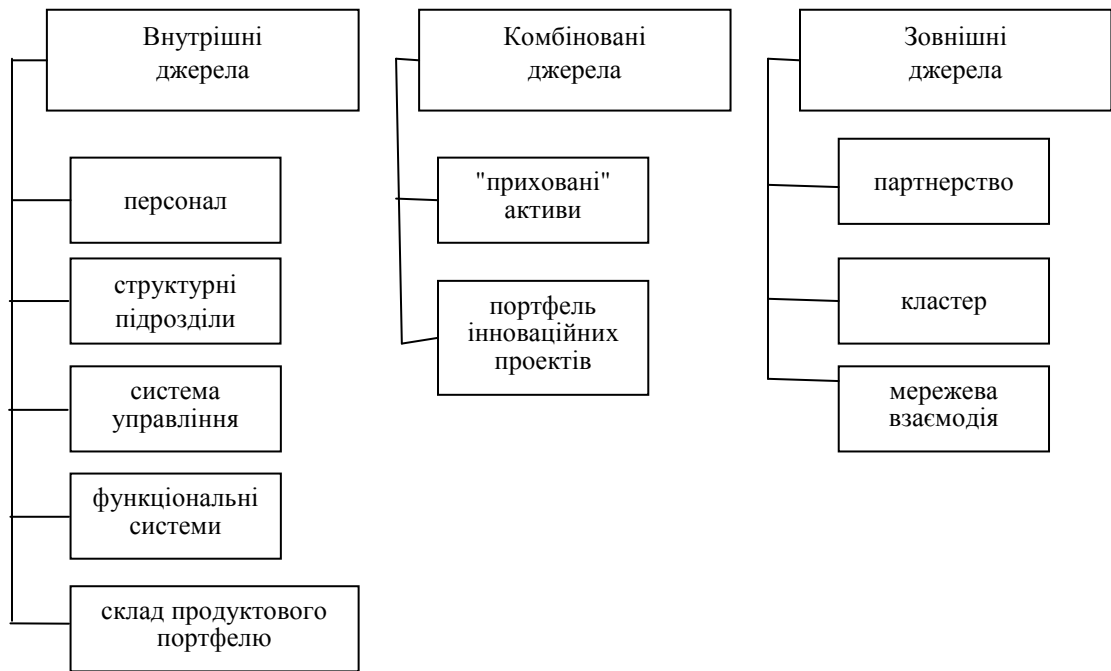 Внутрішні
джерела
персонал
структурні
підрозділи
система
управління
функціональні
системи
склад продуктового
портфелю
Комбіновані
джерела
"приховані"
активи
портфель
інноваційних
проектів
Зовнішні
джерела
партнерство
кластер
мережева
взаємодія